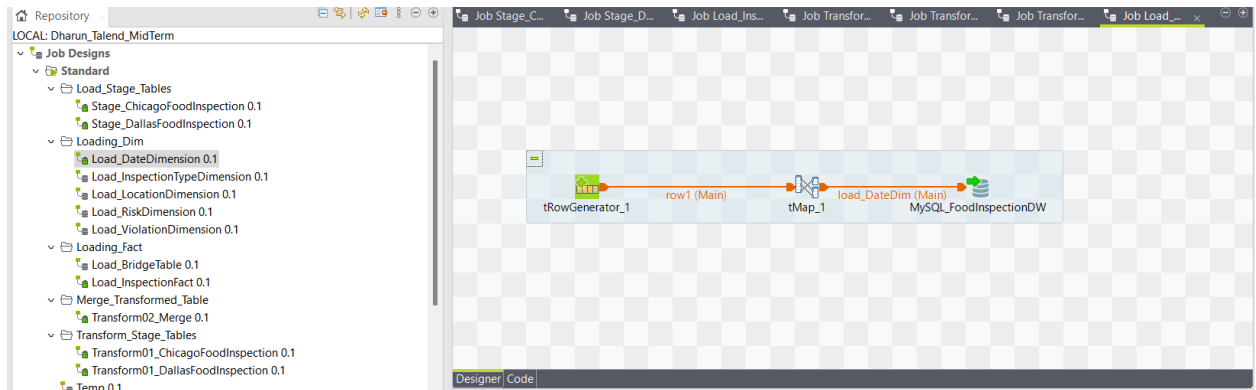 Repository
LOCAL: Dharun_Talend_MidTerm
Job Designs
Standard
Load_Stage_Tables
Stage_ChicagoFoodInspection 0.1
Stage_DallasFoodInspection 0.1
Loading_Dim
Load_DateDimension 0.1
Load_InspectionTypeDimension 0.1
Load_LocationDimension 0.1
Load_RiskDimension 0.1
Load_ViolationDimension 0.1
Loading_Fact
Load_BridgeTable 0.1
Load_InspectionFact 0.1
Merge_Transformed_Table
Transform02_Merge 0.1
Transform_Stage_Tables
Transform01_ChicagoFoodInspection 0.1
Transform01_DallasFoodInspection 0.1
Temp 0.1
Job Stage_C... Job Stage_D... Job Load_Ins... Job Transfor... Job Transfor... Job Transfor... Job Load_...
row1 (Main) load_DateDim (Main)
tRowGenerator_1 tMap_1 MySQL_FoodInspectionDW
Designer Code